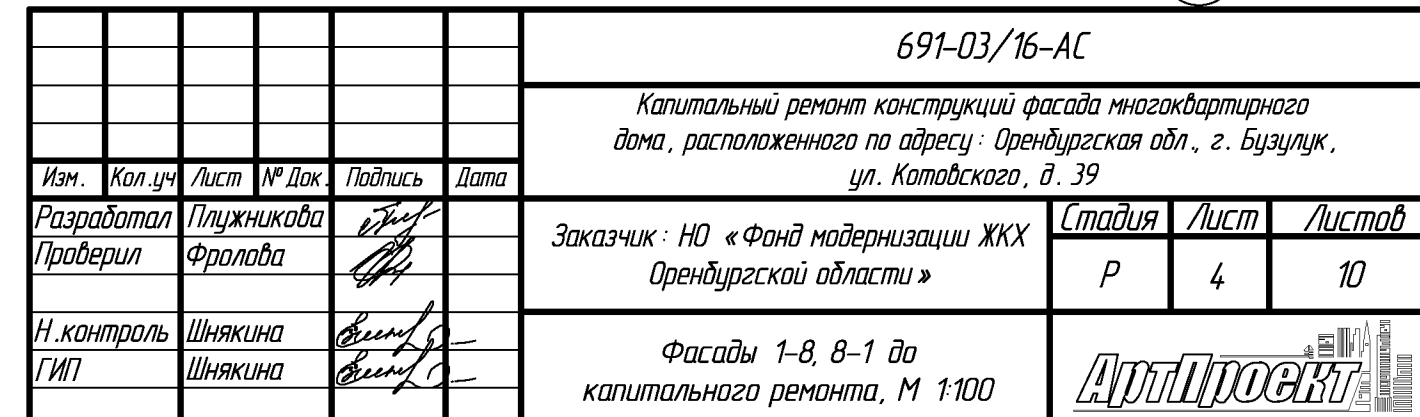 691-03/16-АС
Капитальный ремонт конструкций фасада многоквартирного
дома, расположенного по адресу: Оренбургская обл., г. Бузулук,
ул. Котовского, д. 39
Изм. Кол.уч Лист № Док. Подпись Дата
Разработал Плужникова
Проверил Фролова
Н.контроль Шнякина
ГИП Шнякина
Заказчик: НО «Фонд модернизации ЖКХ
Оренбургской области»
Стадия Лист Листов
Р 4 10
Фасады 1-8, 8-1 до
капитального ремонта, М 1:100
АртПроект